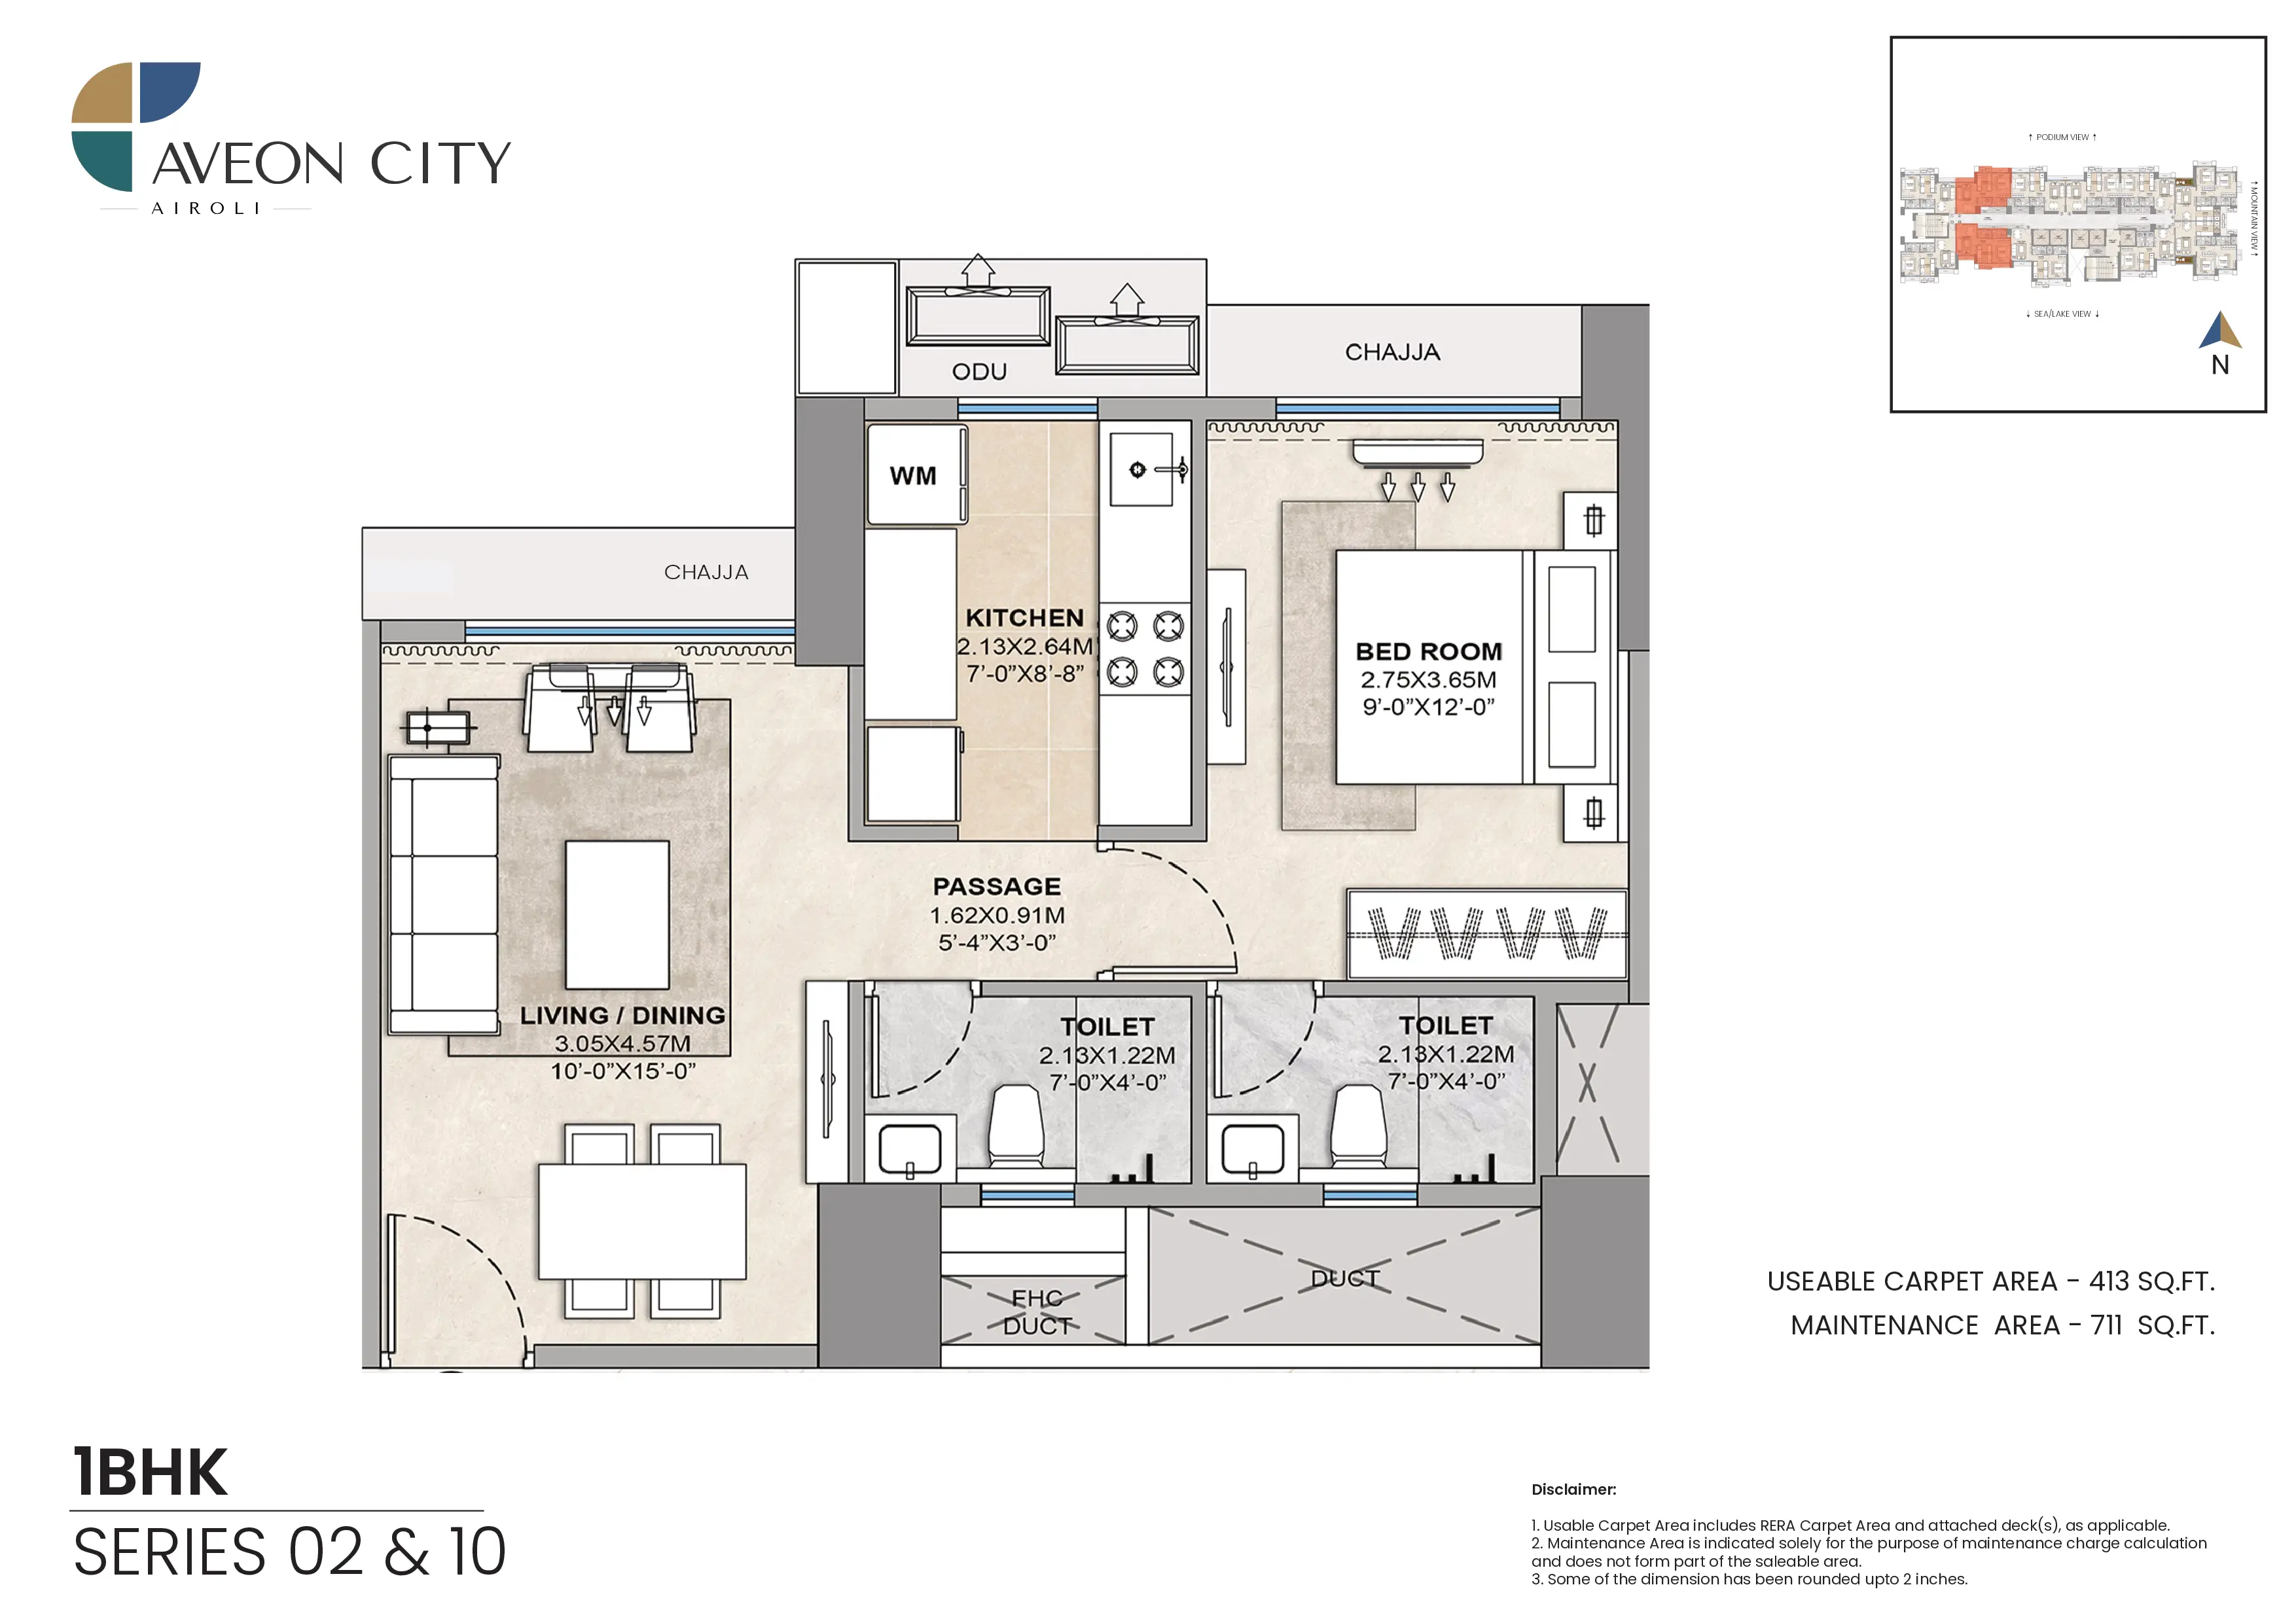 AVEON CITY
AIROLI
↑ PODIUM VIEW ↑
↑ MOUNTAIN VIEW ↑
↓ SEA/LAKE VIEW ↓
N
ODU
CHAJJA
WM
CHAJJA
KITCHEN
2.13X2.64M
7'-0"X8'-8"
BED ROOM
2.75X3.65M
9'-0"X12'-0"
PASSAGE
1.62X0.91M
5'-4"X3'-0"
LIVING / DINING
3.05X4.57M
10'-0"X15'-0"
TOILET
2.13X1.22M
7'-0"X4'-0"
TOILET
2.13X1.22M
7'-0"X4'-0"
FHC
DUCT
DUCT
USEABLE CARPET AREA - 413 SQ.FT.
MAINTENANCE AREA - 711 SQ.FT.
1BHK
SERIES 02 & 10
Disclaimer:
1. Usable Carpet Area includes RERA Carpet Area and attached deck(s), as applicable.
2. Maintenance Area is indicated solely for the purpose of maintenance charge calculation
and does not form part of the saleable area.
3. Some of the dimension has been rounded upto 2 inches.